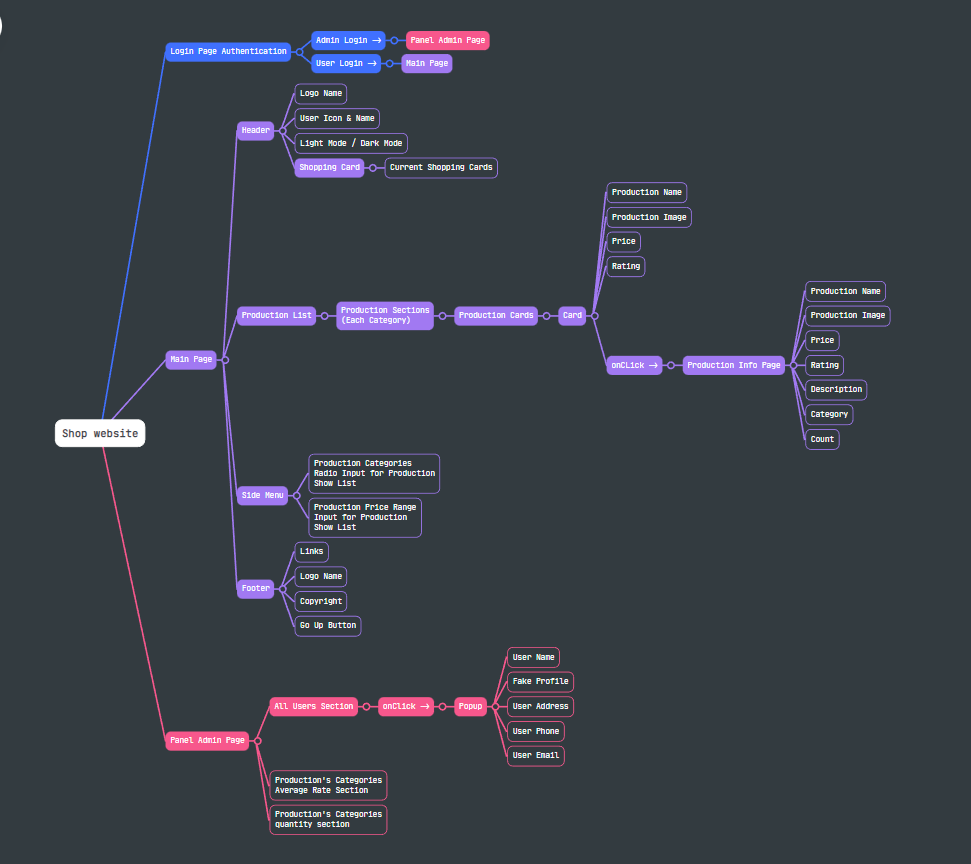 Shop website
Login Page Authentication
Admin Login →
Panel Admin Page
User Login →
Main Page
Main Page
Header
Logo Name
User Icon & Name
Light Mode / Dark Mode
Shopping Card
Current Shopping Cards
Production List
Production Sections
(Each Category)
Production Cards
Card
Production Name
Production Image
Price
Rating
onCLick →
Production Info Page
Production Name
Production Image
Price
Rating
Description
Category
Count
Side Menu
Production Categories
Radio Input for Production
Show List
Production Price Range
Input for Production
Show List
Footer
Links
Logo Name
Copyright
Go Up Button
Panel Admin Page
All Users Section
onClick →
Popup
User Name
Fake Profile
User Address
User Phone
User Email
Production's Categories
Average Rate Section
Production's Categories
quantity section